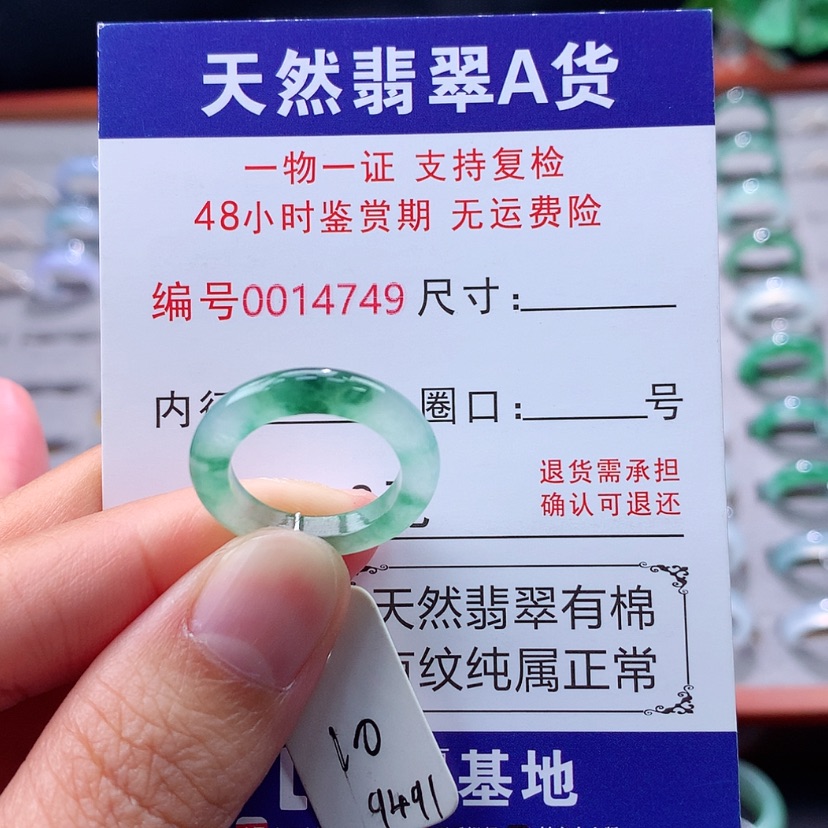 天然翡翠A货
一物一证 支持复检
48小时鉴赏期 无运费险
编号0014749 尺寸:
内 圈口: 号
退货需承担
确认可退还
天然翡翠有棉
纹纯属正常
基地
9491